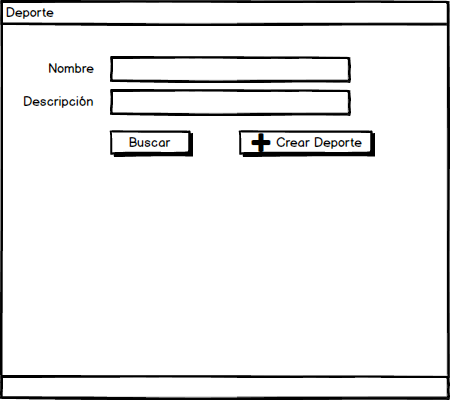 Deporte
Nombre
Descripción
Buscar
Crear Deporte